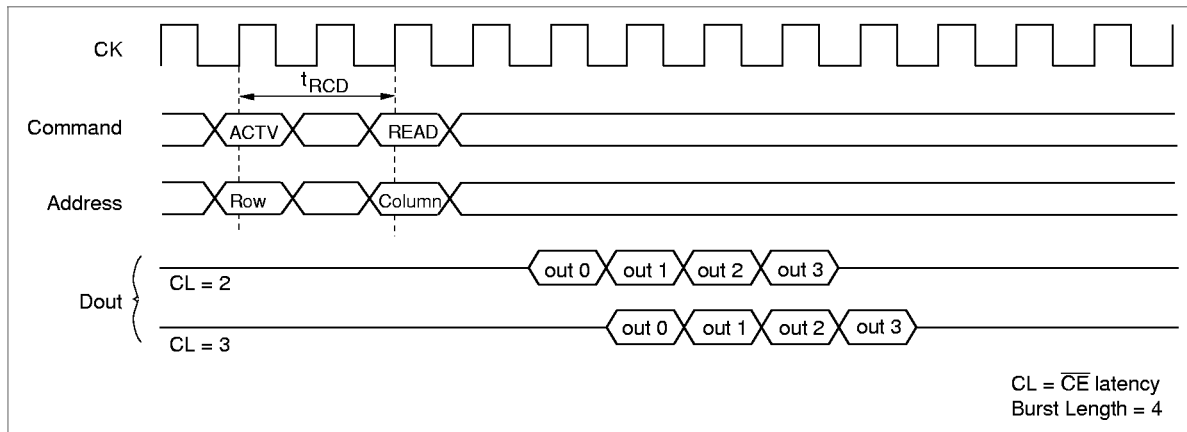 CK
tRCD
Command
ACTV
READ
Address
Row
Column
Dout
out 0 out 1 out 2 out 3
CL = 2
out 0 out 1 out 2 out 3
CL = 3
CL = C̅E̅ latency
Burst Length = 4